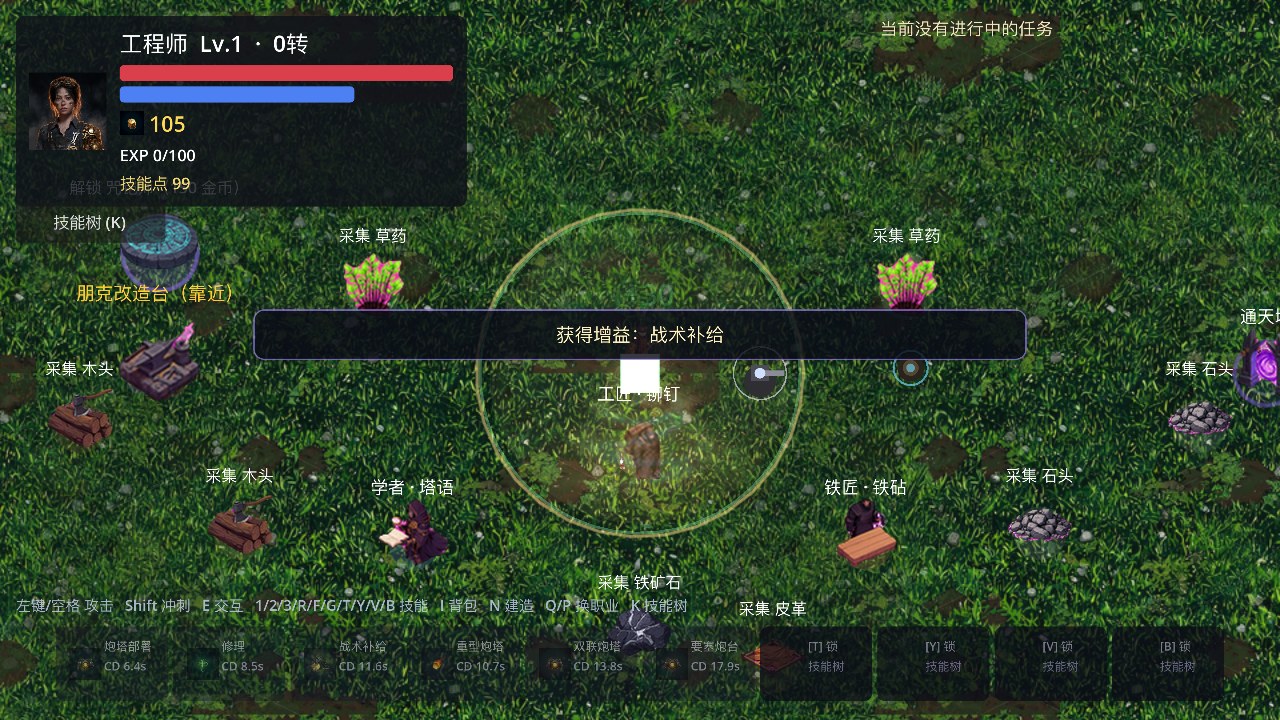 工程师 Lv.1 · 0转
当前没有进行中的任务
105
EXP 0/100
技能点 99
解锁
金币）
技能树 (K)
采集 草药
采集 草药
朋克改造台（靠近）
获得增益：战术补给
采集 木头
工匠·铆钉
采集 石头
采集 木头
学者·塔语
铁匠·铁砧
采集 石头
采集 铁矿石
采集 皮革
左键/空格 攻击 Shift 冲刺 E 交互 1/2/3/R/F/G/T/Y/V/B 技能 I 背包 N 建造 Q/P 换职业 K 技能树
炮塔部署
CD 6.4s
修理
CD 8.5s
战术补给
CD 11.6s
重型炮塔
CD 10.7s
双联炮塔
CD 13.8s
要塞炮台
CD 17.9s
[T] 锁
技能树
[Y] 锁
技能树
[V] 锁
技能树
[B] 锁
技能树